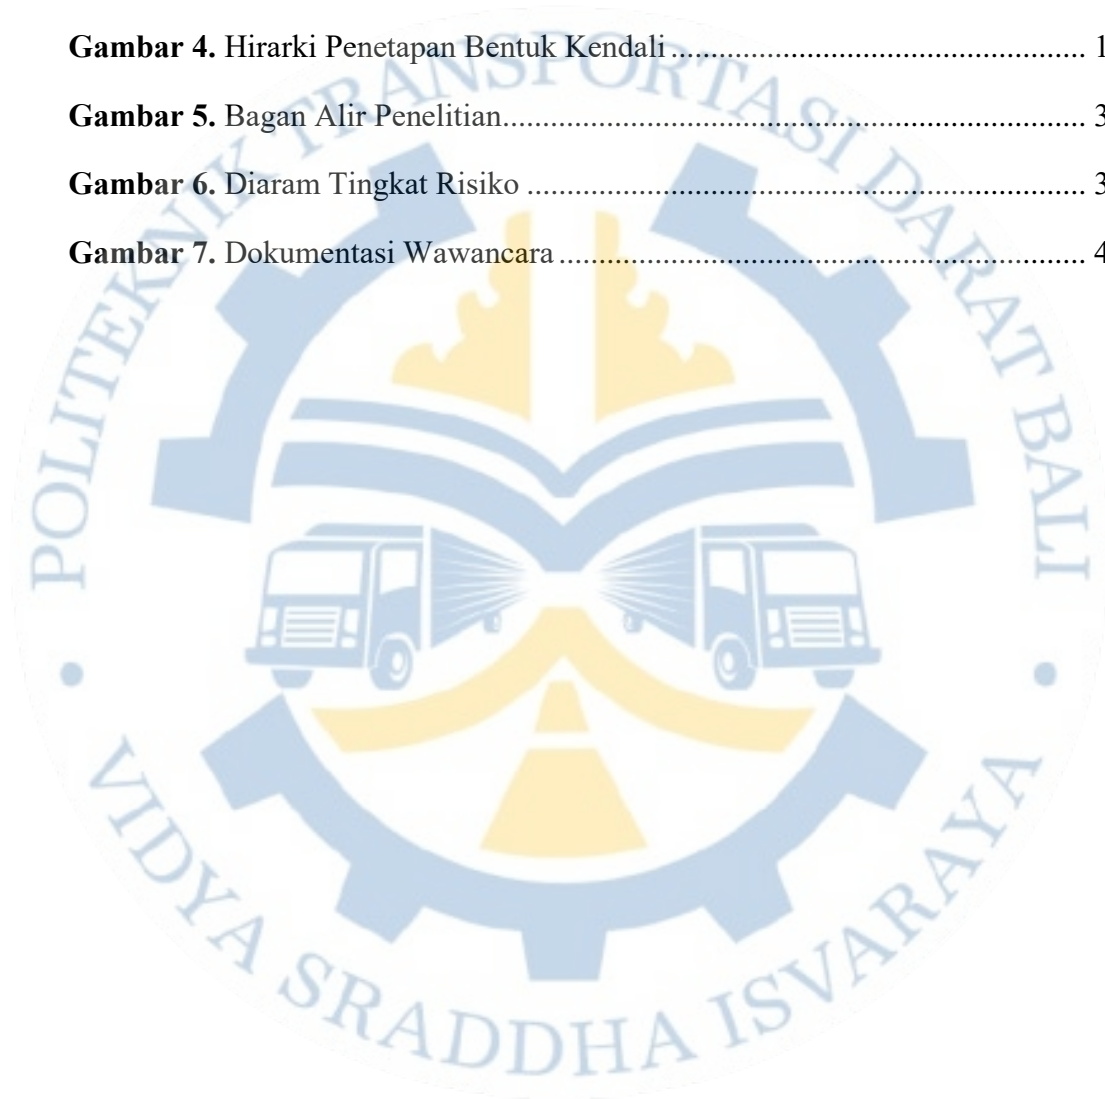 Gambar 4. Hirarki Penetapan Bentuk Kendali ................................................... 1
Gambar 5. Bagan Alir Penelitian......................................................................... 3
Gambar 6. Diaram Tingkat Risiko ...................................................................... 3
Gambar 7. Dokumentasi Wawancara .................................................................. 4
POLITEKNIK TRANSPORTASI DARAT BALI
VIDYA SRADDHA ISVARAYA